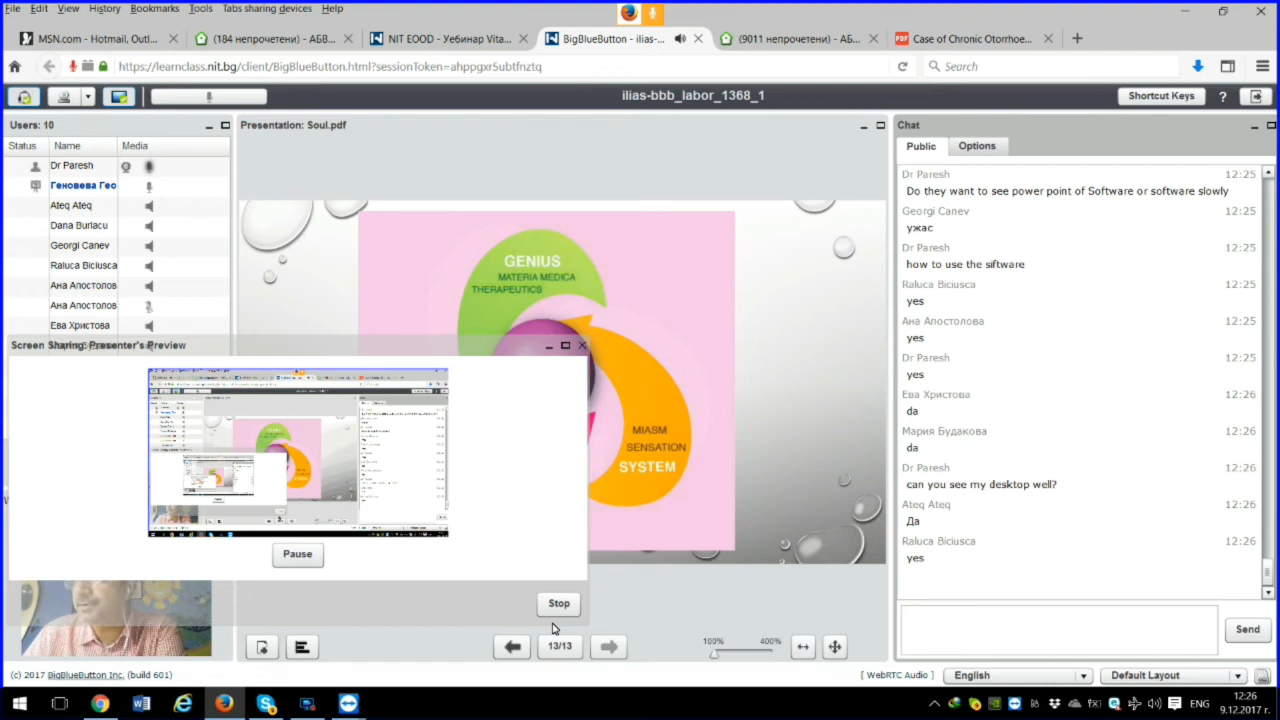 File Edit View History Bookmarks Tools Tabs sharing devices Help
MSN.com - Hotmail, Outl...
(184 непрочетени) - АБВ...
NIT EOOD - Уебинар Vita...
BigBlueButton - ilias-...
(9011 непрочетени) - АБ...
Case of Chronic Otorrhoe...
https://learnclass.nit.bg/client/BigBlueButton.html?sessionToken=ahppgxr5ubtfnztq
Search
ilias-bbb_labor_1368_1
Shortcut Keys
?
Users: 10
Status Name Media
Dr Paresh
Геновева Гео
Ateq Ateq
Dana Burlacu
Georgi Canev
Raluca Biciusca
Ана Апостолов
Ана Апостолов
Ева Христова
Screen Sharing: Presenter's Preview
Pause
Stop
Presentation: Soul.pdf
GENIUS
MATERIA MEDICA
THERAPEUTICS
MIASM
SENSATION
SYSTEM
13/13
100% 400%
Chat
Public Options
Dr Paresh 12:25
Do they want to see power point of Software or software slowly
Georgi Canev 12:25
ужас
Dr Paresh 12:25
how to use the siftware
Raluca Biciusca 12:25
yes
Ана Апостолова 12:25
yes
Dr Paresh 12:25
yes
Ева Христова 12:26
da
Мария Будакова 12:26
da
Dr Paresh 12:26
can you see my desktop well?
Ateq Ateq 12:26
Да
Raluca Biciusca 12:26
yes
Send
(c) 2017 BigBlueButton Inc. (build 601)
[ WebRTC Audio ]
English
Default Layout
ENG
12:26
9.12.2017 г.